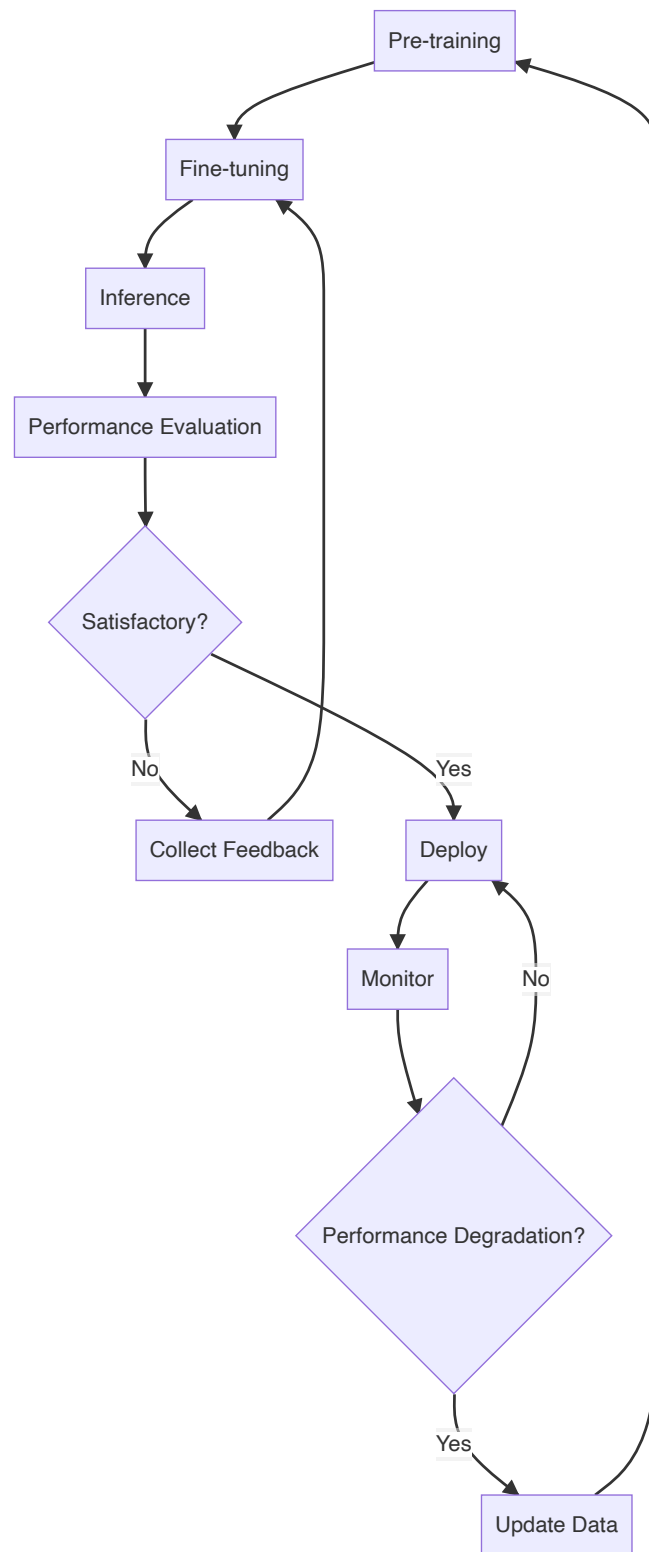 Pre-training
Fine-tuning
Inference
Performance Evaluation
Satisfactory?
No
Yes
Collect Feedback
Deploy
Monitor
No
Performance Degradation?
Yes
Update Data